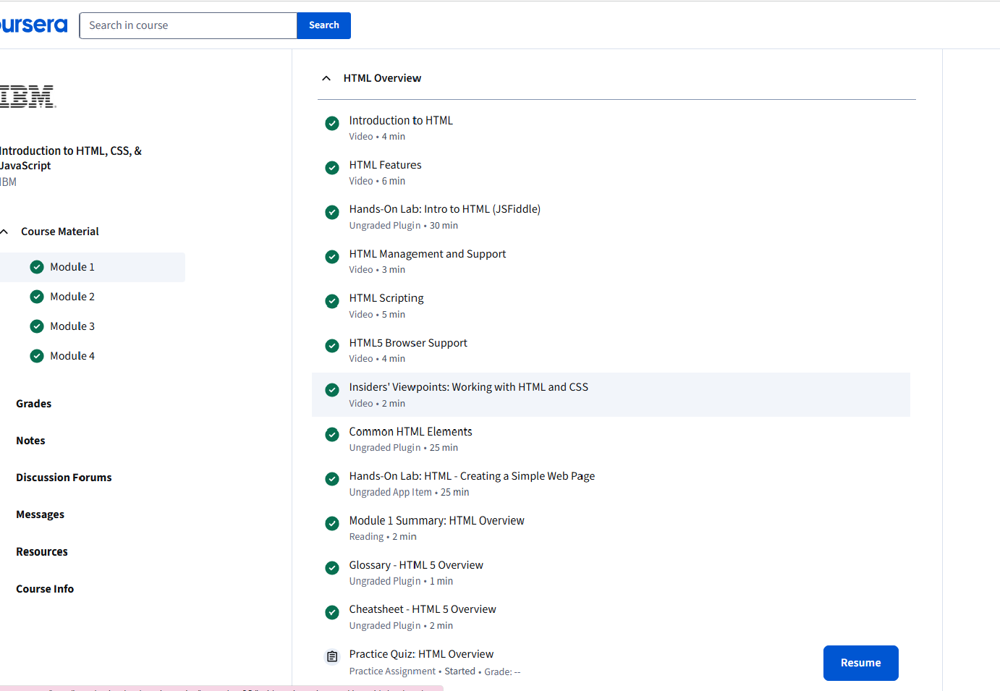 oursera
Search in course
Search
IBM
Introduction to HTML, CSS, &
JavaScript
IBM
Course Material
Module 1
Module 2
Module 3
Module 4
Grades
Notes
Discussion Forums
Messages
Resources
Course Info
HTML Overview
Introduction to HTML
Video • 4 min
HTML Features
Video • 6 min
Hands-On Lab: Intro to HTML (JSFiddle)
Ungraded Plugin • 30 min
HTML Management and Support
Video • 3 min
HTML Scripting
Video • 5 min
HTML5 Browser Support
Video • 4 min
Insiders' Viewpoints: Working with HTML and CSS
Video • 2 min
Common HTML Elements
Ungraded Plugin • 25 min
Hands-On Lab: HTML - Creating a Simple Web Page
Ungraded App Item • 25 min
Module 1 Summary: HTML Overview
Reading • 2 min
Glossary - HTML 5 Overview
Ungraded Plugin • 1 min
Cheatsheet - HTML 5 Overview
Ungraded Plugin • 2 min
Practice Quiz: HTML Overview
Practice Assignment • Started • Grade: --
Resume